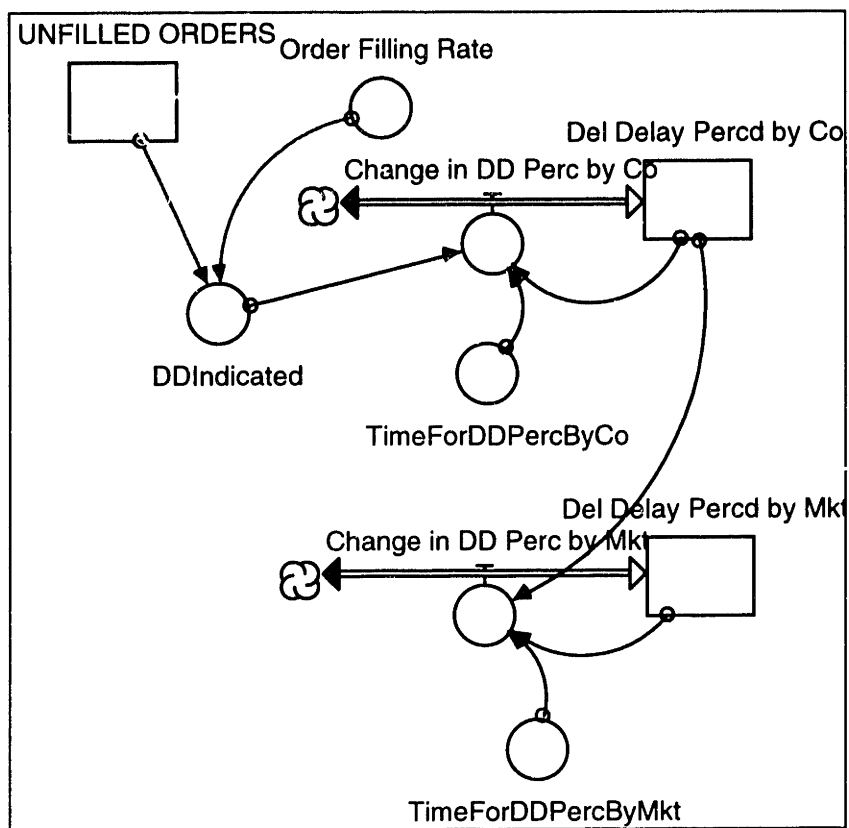 UNFILLED ORDERS
Order Filling Rate
Del Delay Percd by Co
Change in DD Perc by Co
DDIndicated
TimeForDDPercByCo
Del Delay Percd by Mkt
Change in DD Perc by Mkt
TimeForDDPercByMkt